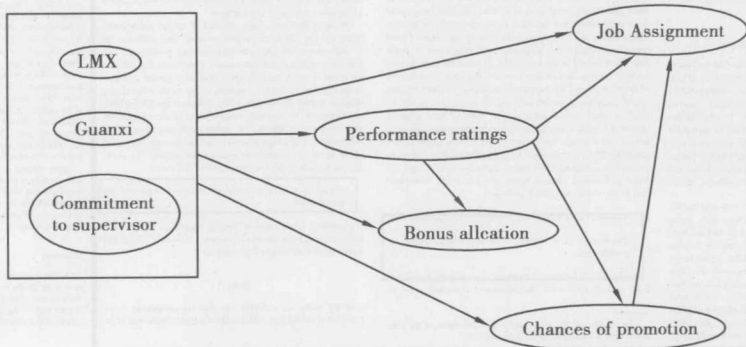 Job Assignment
LMX
Guanxi
Performance ratings
Commitment
to supervisor
Bonus allcation
Chances of promotion